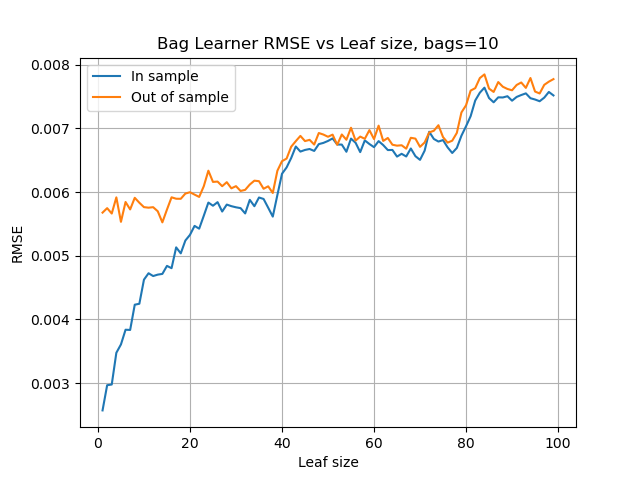 Bag Learner RMSE vs Leaf size, bags=10
In sample
Out of sample
0.008
0.007
0.006
0.005
0.004
0.003
RMSE
0 20 40 60 80 100
Leaf size